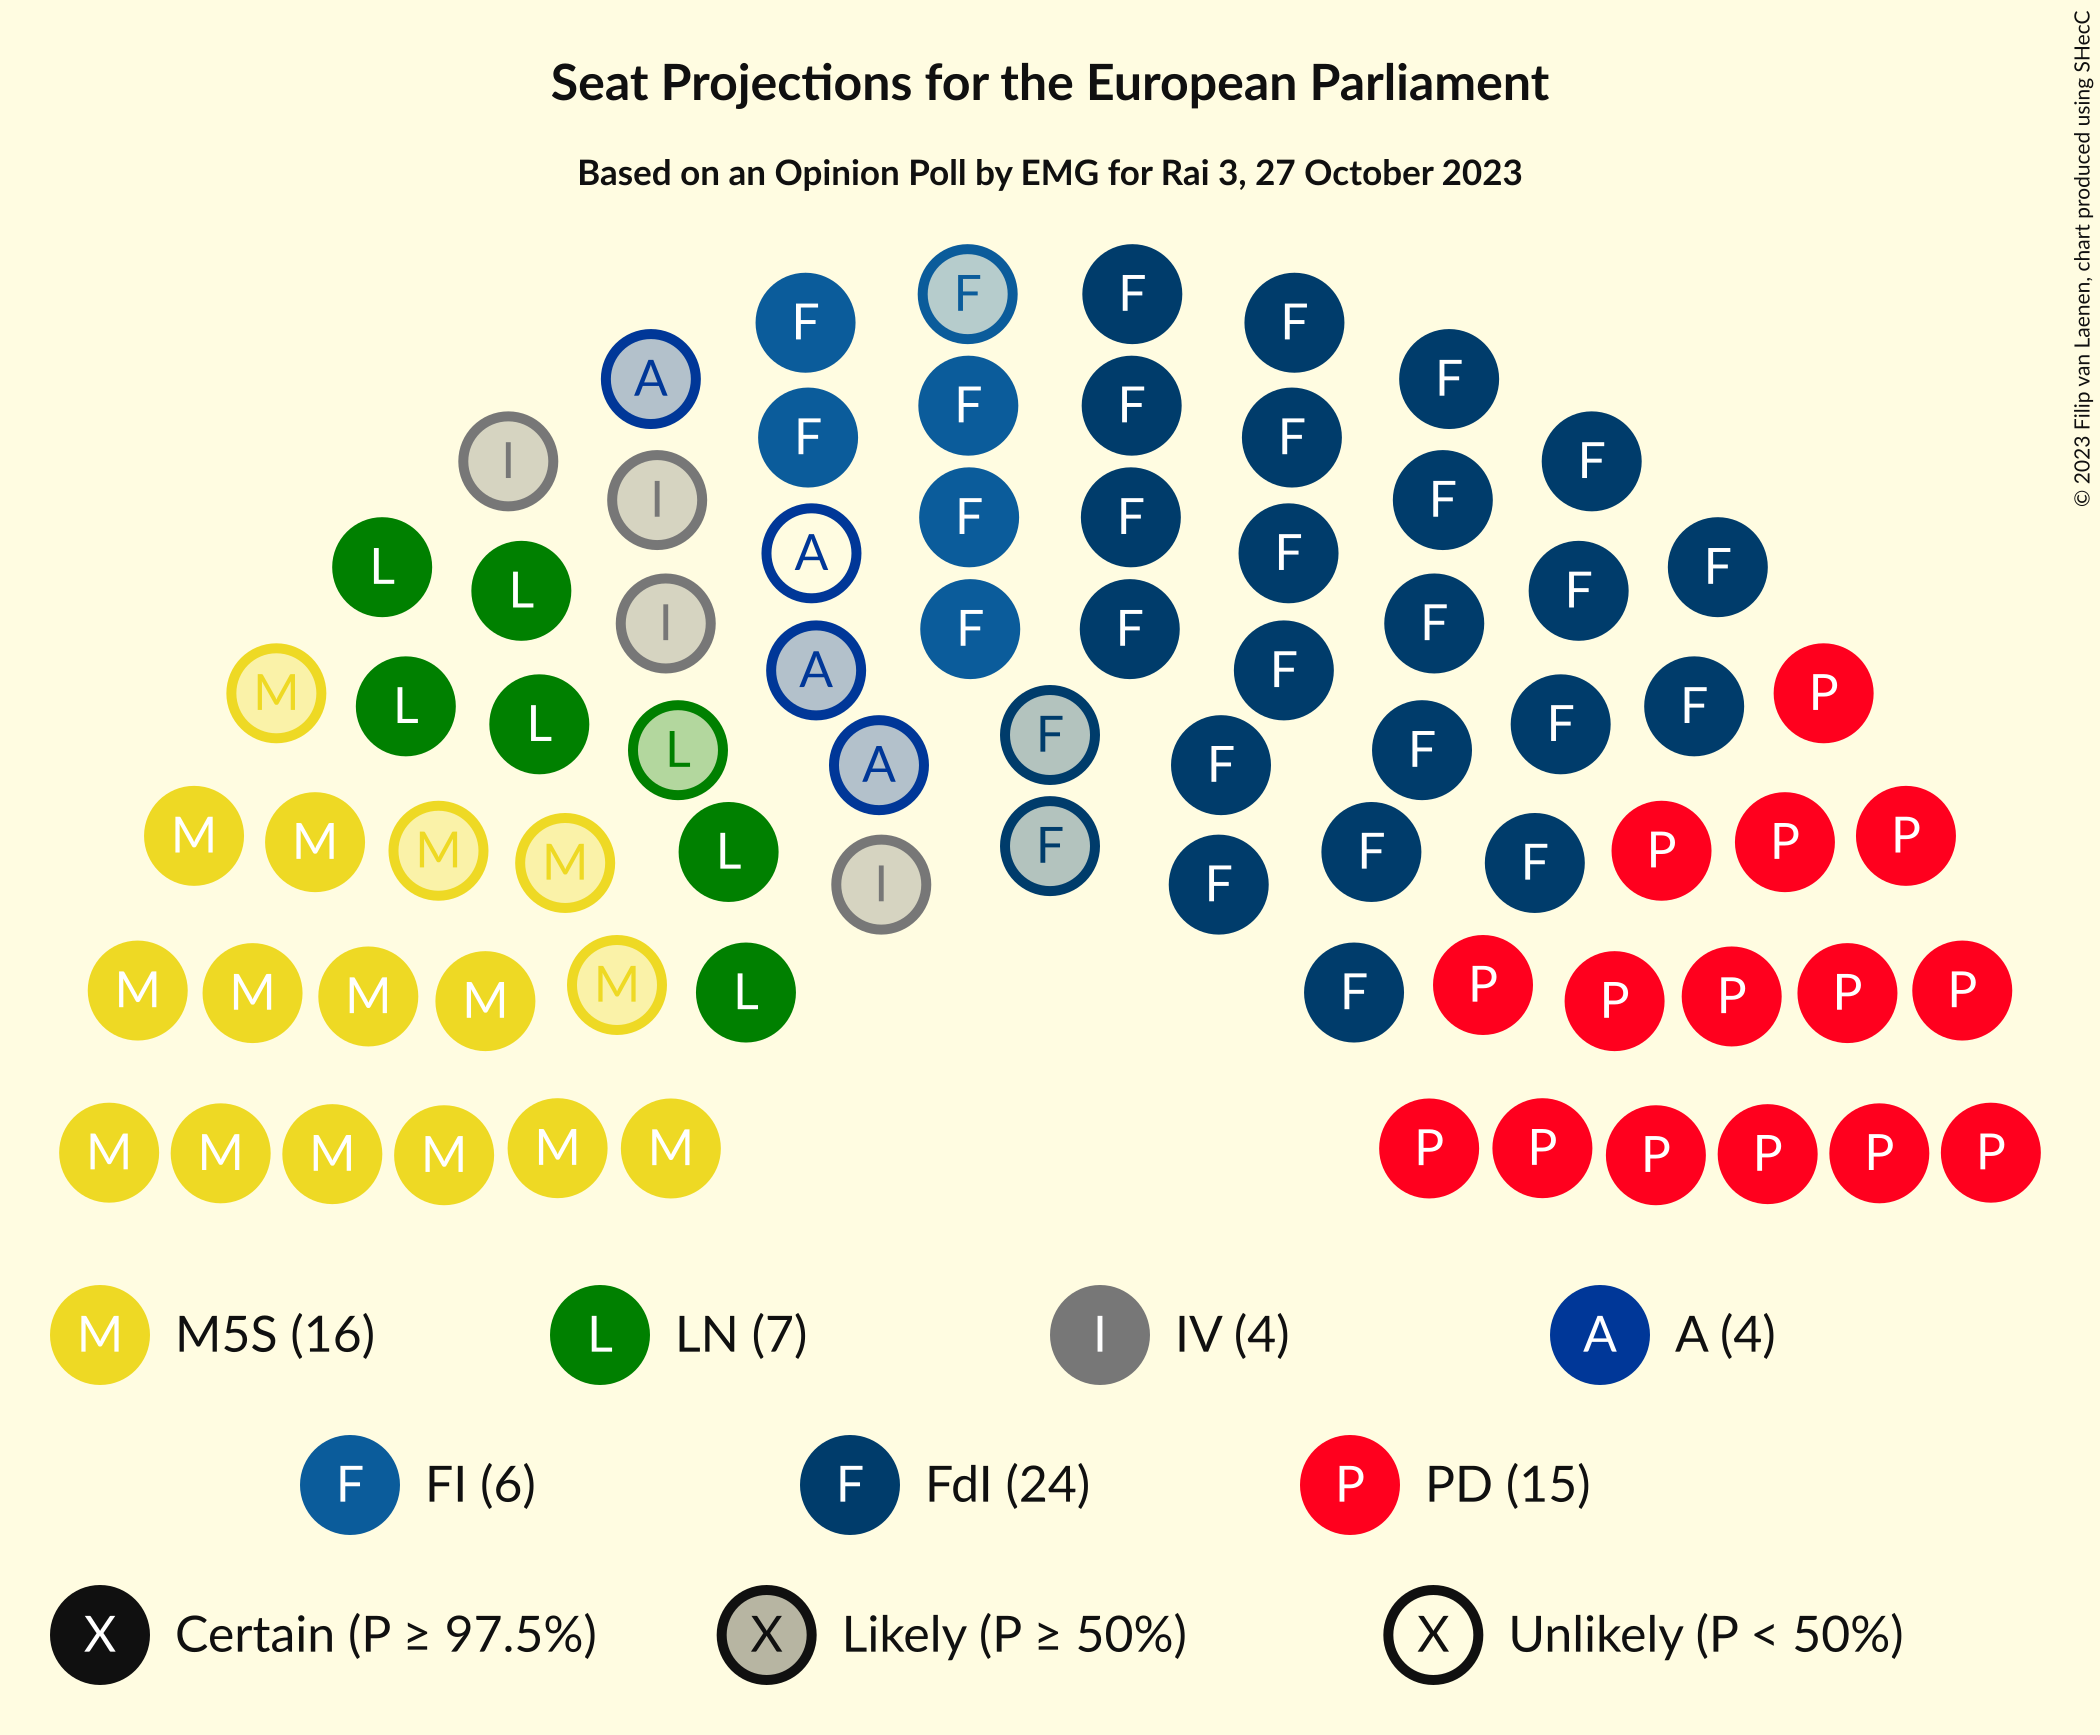 Seat Projections for the European Parliament
Based on an Opinion Poll by EMG for Rai 3, 27 October 2023
© 2023 Filip van Laenen, chart produced using SHecC
F F
F F
A F
I F
F F
F F
I F
A F
F F
L F
L F
I F
F F
A F
M P
L F
L F
L F
F
A F
M P
M P
M P
M F
L F
F
I F
M P
M P
M P
M P
M P
L F
M M M M M M P P P P P P
M M5S (16) L LN (7) I IV (4) A A (4)
F FI (6) F FdI (24) P PD (15)
X Certain (P ≥ 97.5%) X Likely (P ≥ 50%) X Unlikely (P < 50%)